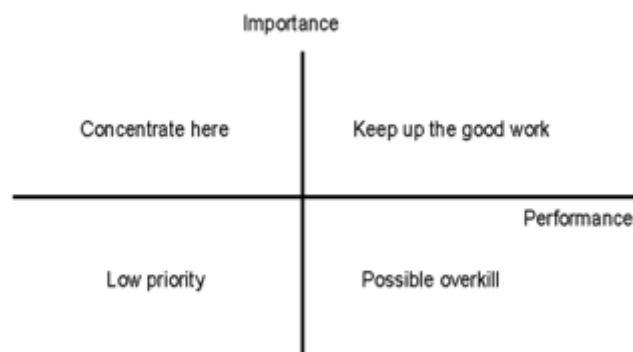 Importance
Concentrate here
Keep up the good work
Performance
Low priority
Possible overkill